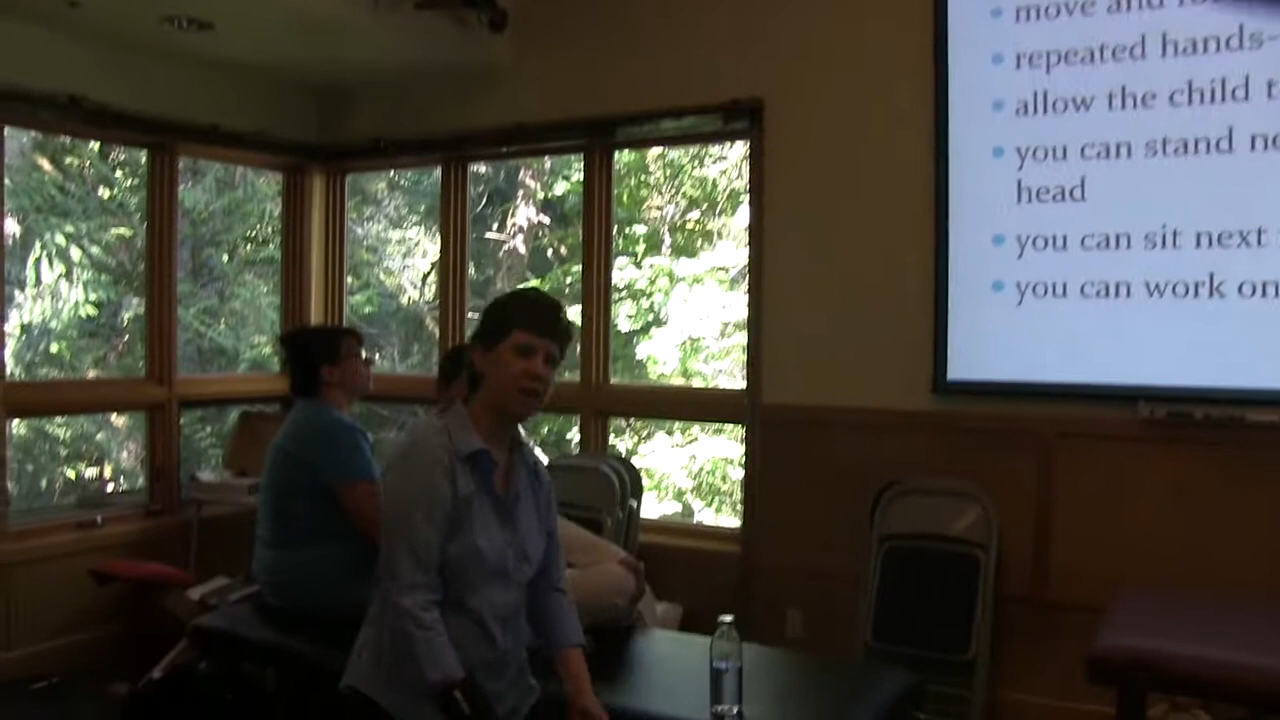 move and
repeated hands-
allow the child
you can stand
head
you can sit next
you can work on